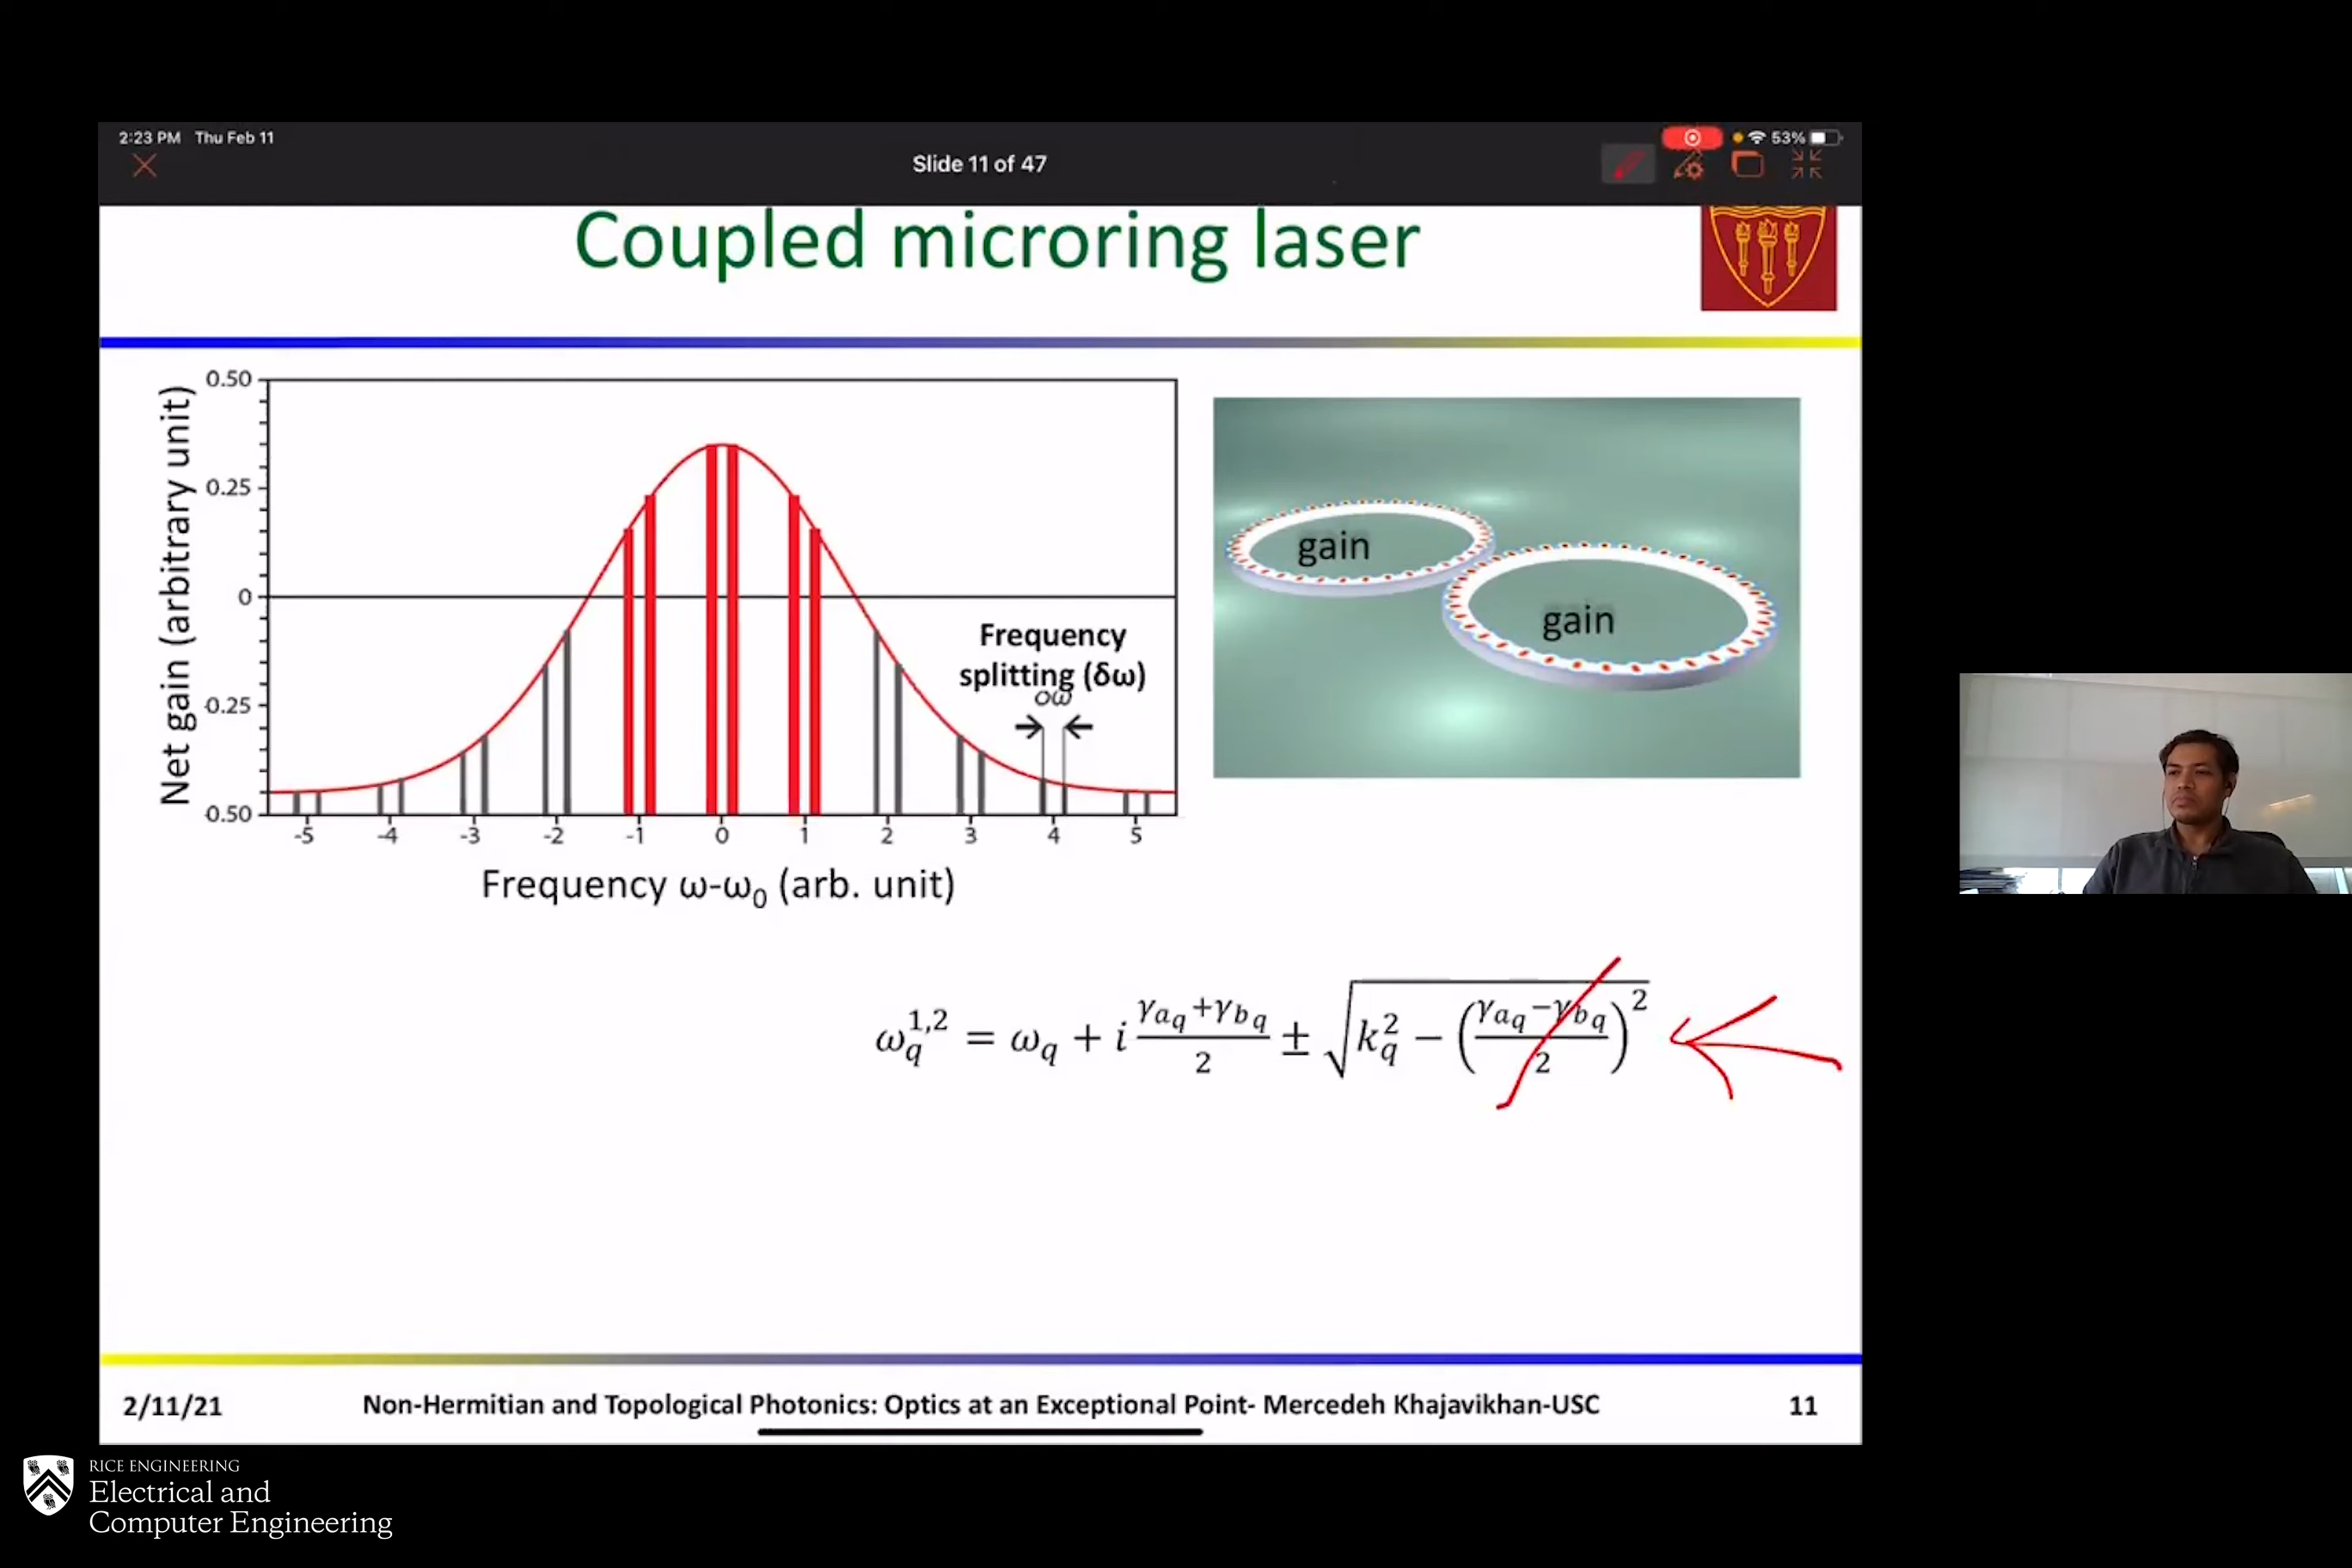 2:23 PM Thu Feb 11
53%
Slide 11 of 47
Coupled microring laser
Net gain (arbitrary unit)
0.50
0.25
0
0.25
0.50
-5 -4 -3 -2 -1 0 1 2 3 4 5
Frequency ω-ω₀ (arb. unit)
Frequency
splitting (δω)
δω
gain
gain
ω_q^{1,2} = ω_q + i (γ_{a_q}+γ_{b_q})/2 ± √(k_q^2 − ((γ_{a_q}−γ_{b_q})/2)^2)
2/11/21 Non-Hermitian and Topological Photonics: Optics at an Exceptional Point- Mercedeh Khajavikhan-USC 11
RICE ENGINEERING
Electrical and
Computer Engineering